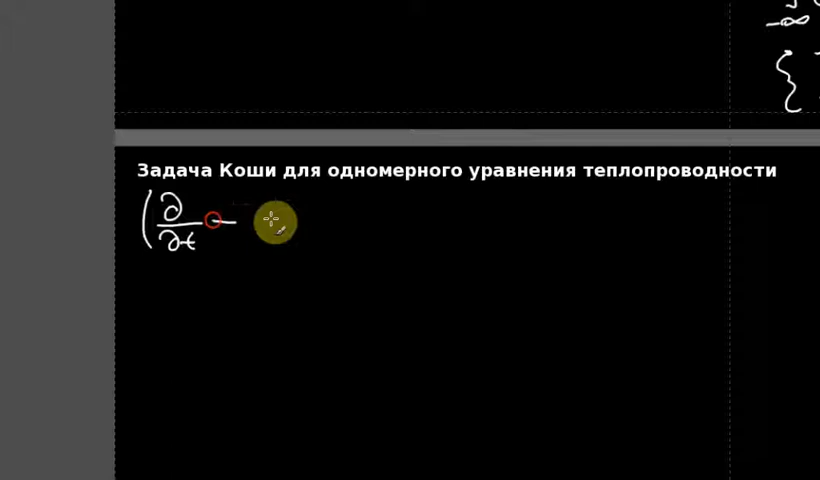 -∞
{
Задача Коши для одномерного уравнения теплопроводности
(∂/∂t -